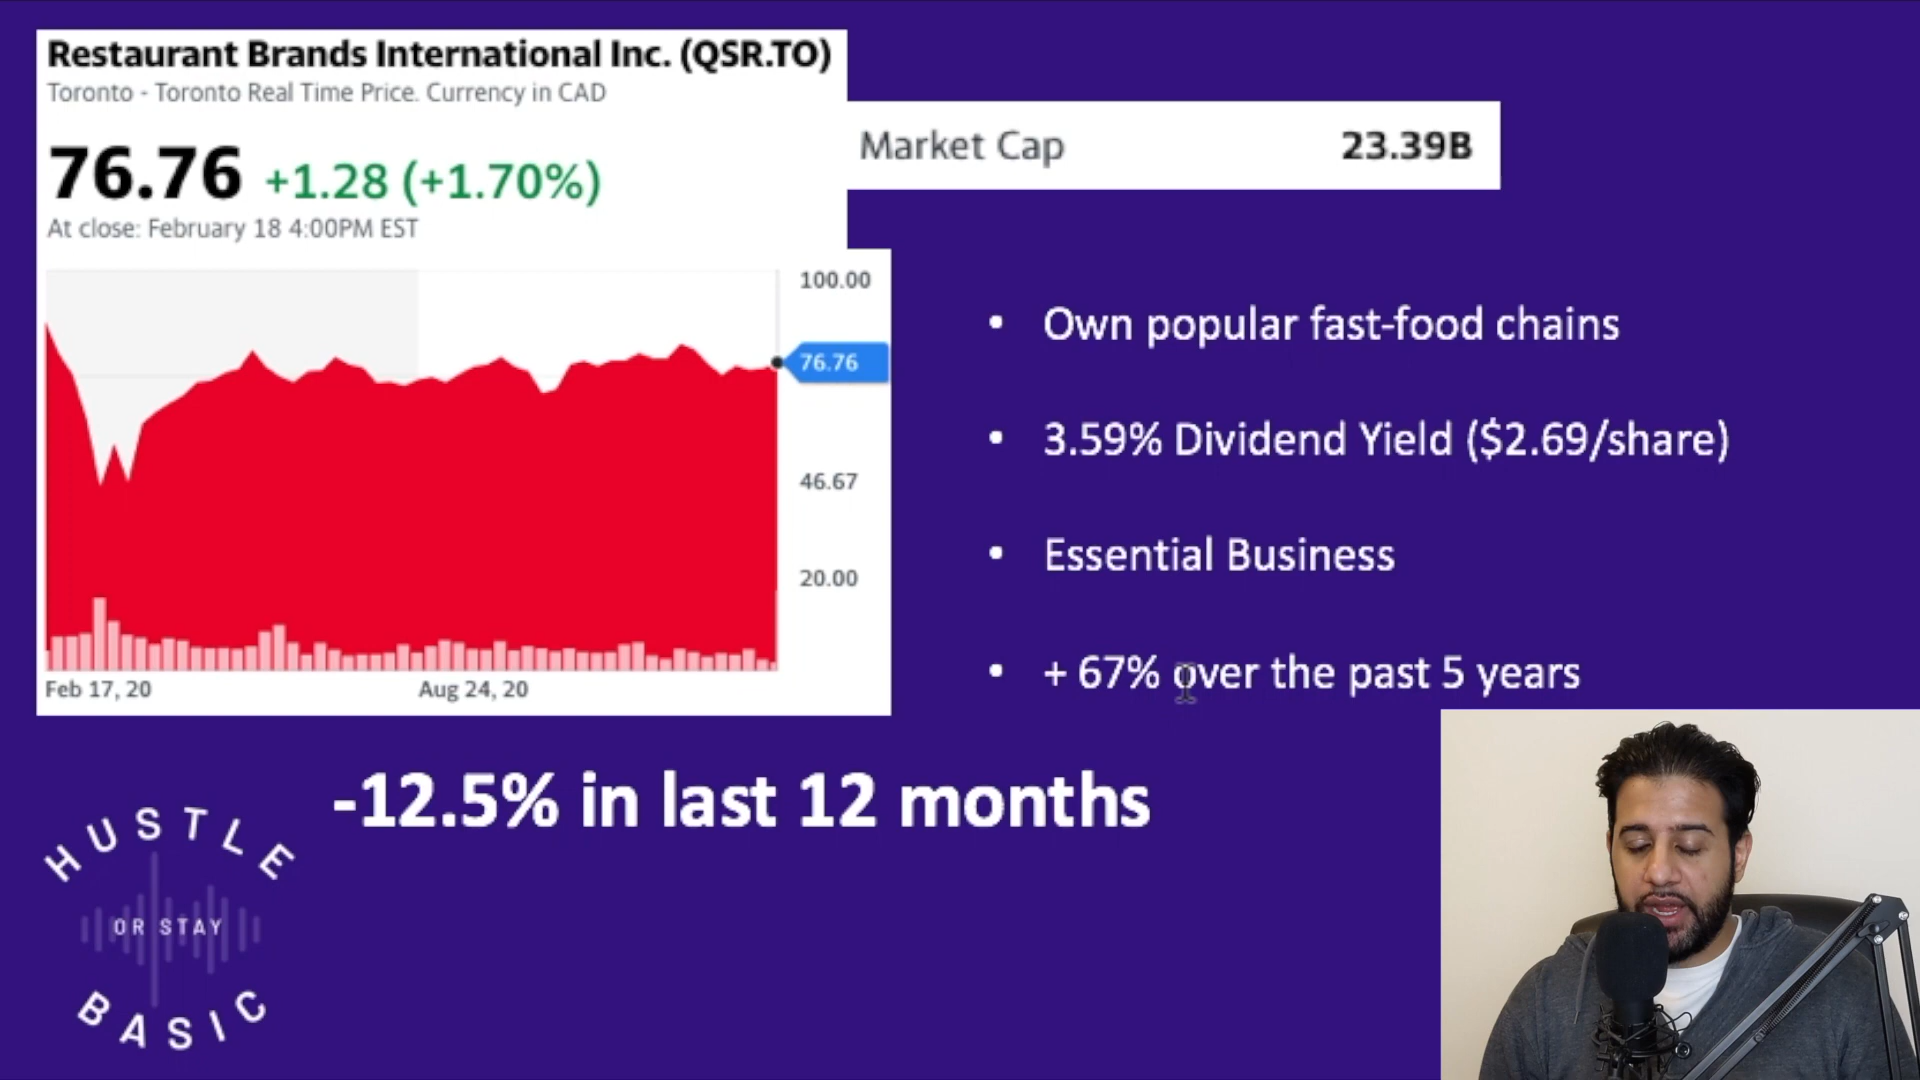 Restaurant Brands International Inc. (QSR.TO)
Toronto - Toronto Real Time Price. Currency in CAD
76.76 +1.28 (+1.70%)
At close: February 18 4:00PM EST
Market Cap 23.39B
100.00
76.76
46.67
20.00
Feb 17, 20 Aug 24, 20
• Own popular fast-food chains
• 3.59% Dividend Yield ($2.69/share)
• Essential Business
• + 67% over the past 5 years
-12.5% in last 12 months
HUSTLE
OR STAY
BASIC